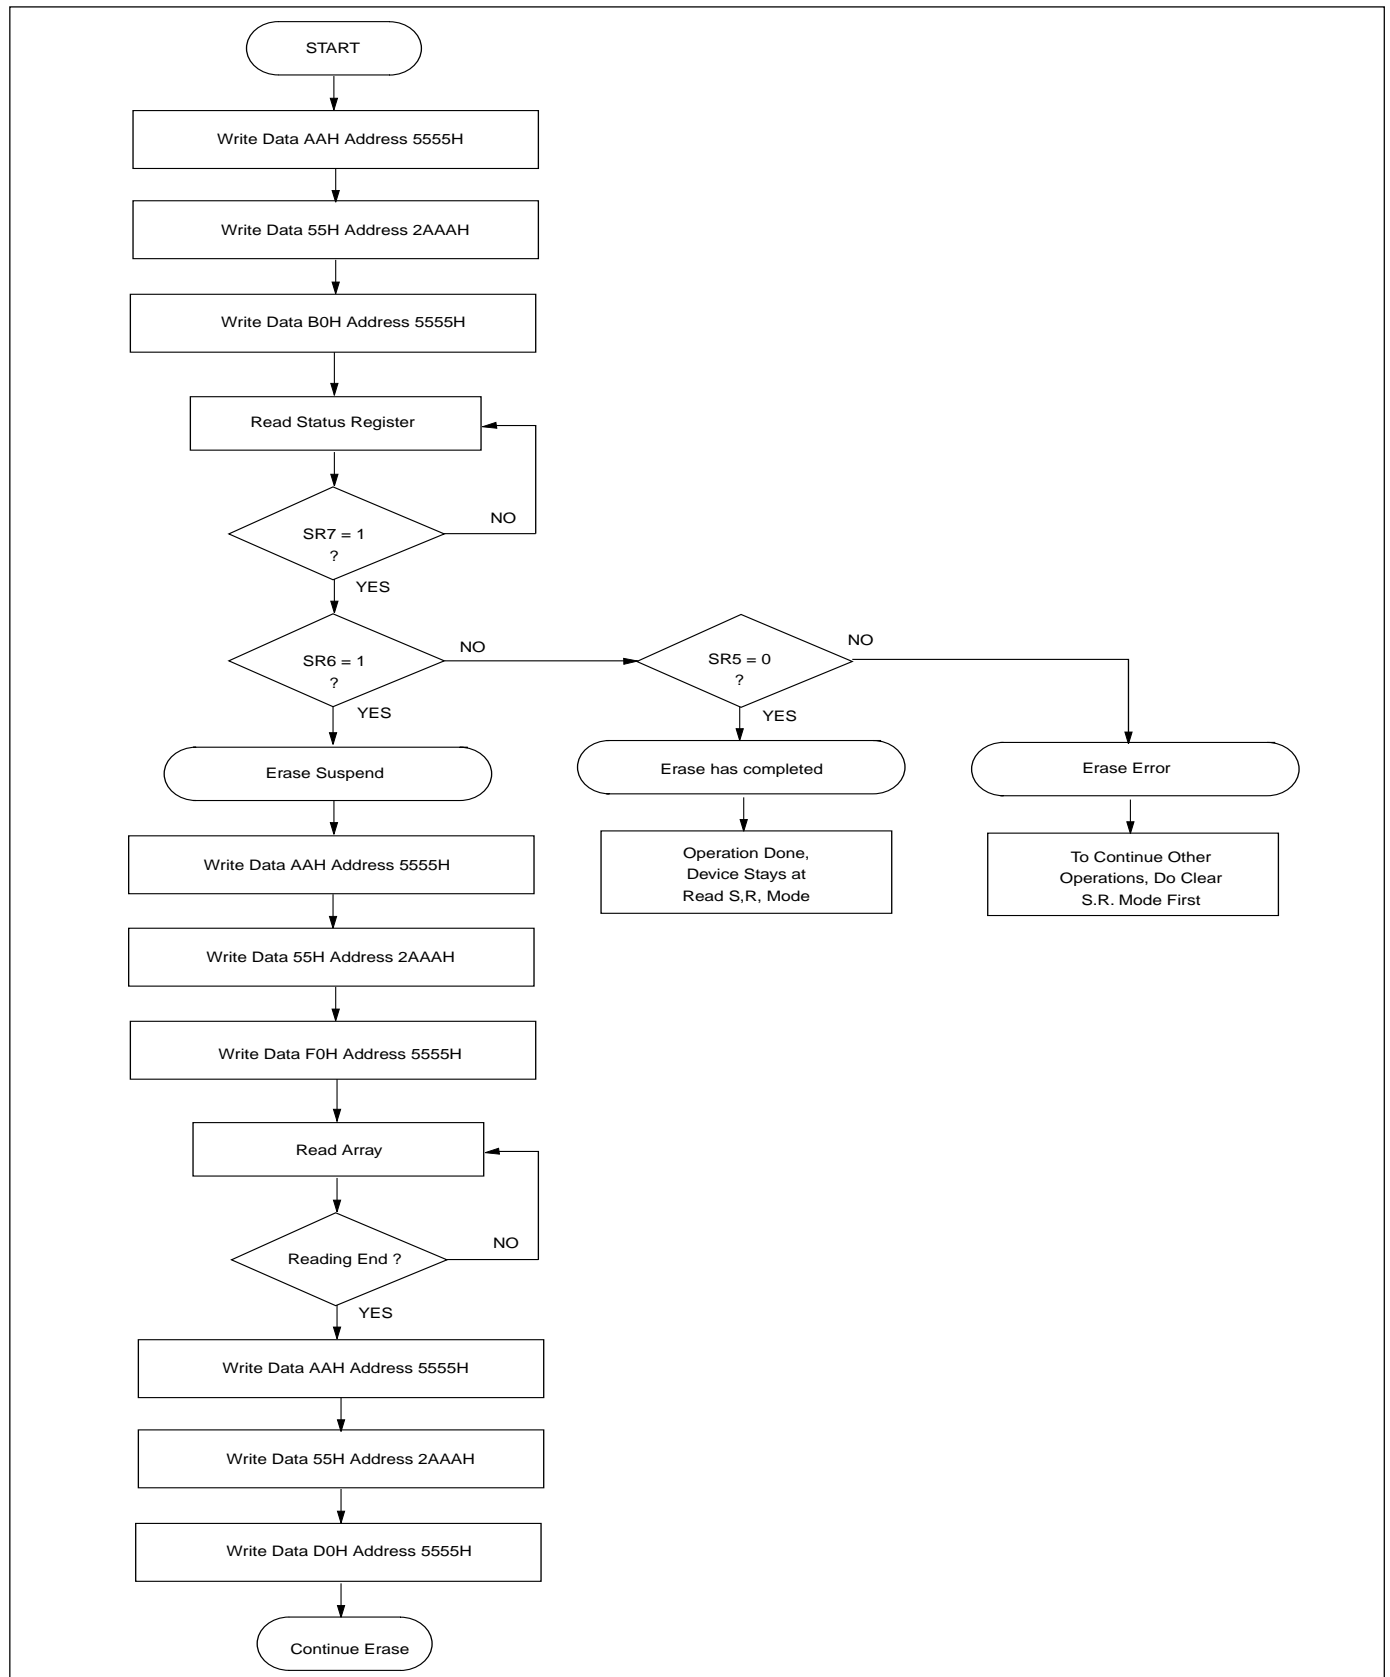 START
Write Data AAH Address 5555H
Write Data 55H Address 2AAAH
Write Data B0H Address 5555H
Read Status Register
NO
SR7 = 1
?
YES
NO
SR6 = 1
?
YES
NO
SR5 = 0
?
YES
Erase Suspend
Erase has completed
Erase Error
Write Data AAH Address 5555H
Operation Done,
Device Stays at
Read S,R, Mode
To Continue Other
Operations, Do Clear
S.R. Mode First
Write Data 55H Address 2AAAH
Write Data F0H Address 5555H
Read Array
NO
Reading End ?
YES
Write Data AAH Address 5555H
Write Data 55H Address 2AAAH
Write Data D0H Address 5555H
Continue Erase